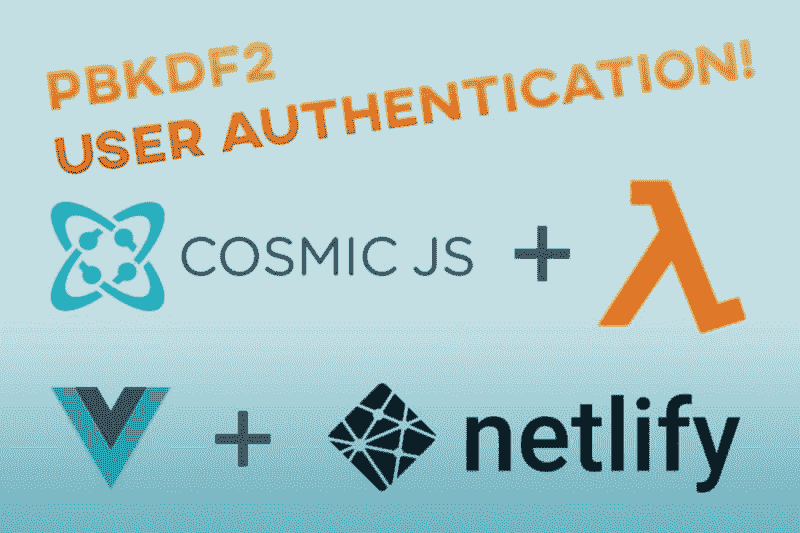 PBKDF2
USER AUTHENTICATION!
COSMIC JS + λ
+ netlify